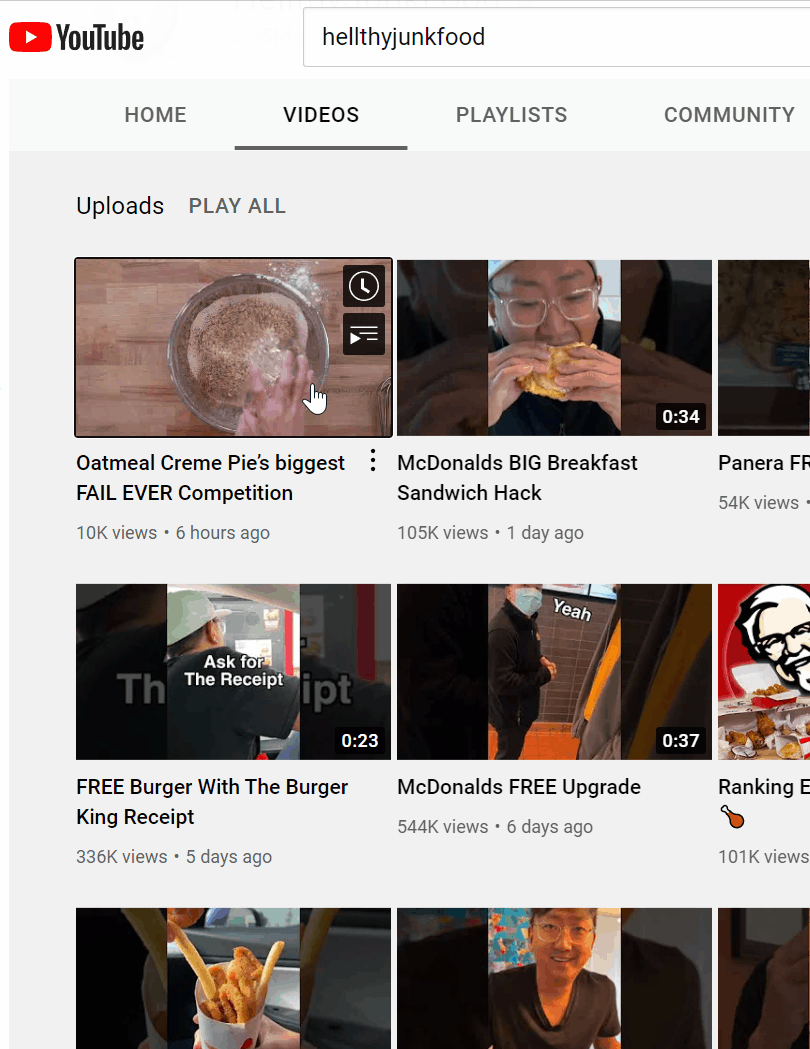 YouTube
hellthyjunkfood
HOME VIDEOS PLAYLISTS COMMUNITY
Uploads PLAY ALL
0:34
Oatmeal Creme Pie’s biggest
FAIL EVER Competition
10K views • 6 hours ago
McDonalds BIG Breakfast
Sandwich Hack
105K views • 1 day ago
Panera FR
54K views •
Th
Ask for
The Receipt
ipt
0:23
Yeah
0:37
FREE Burger With The Burger
King Receipt
336K views • 5 days ago
McDonalds FREE Upgrade
544K views • 6 days ago
Ranking E
101K views